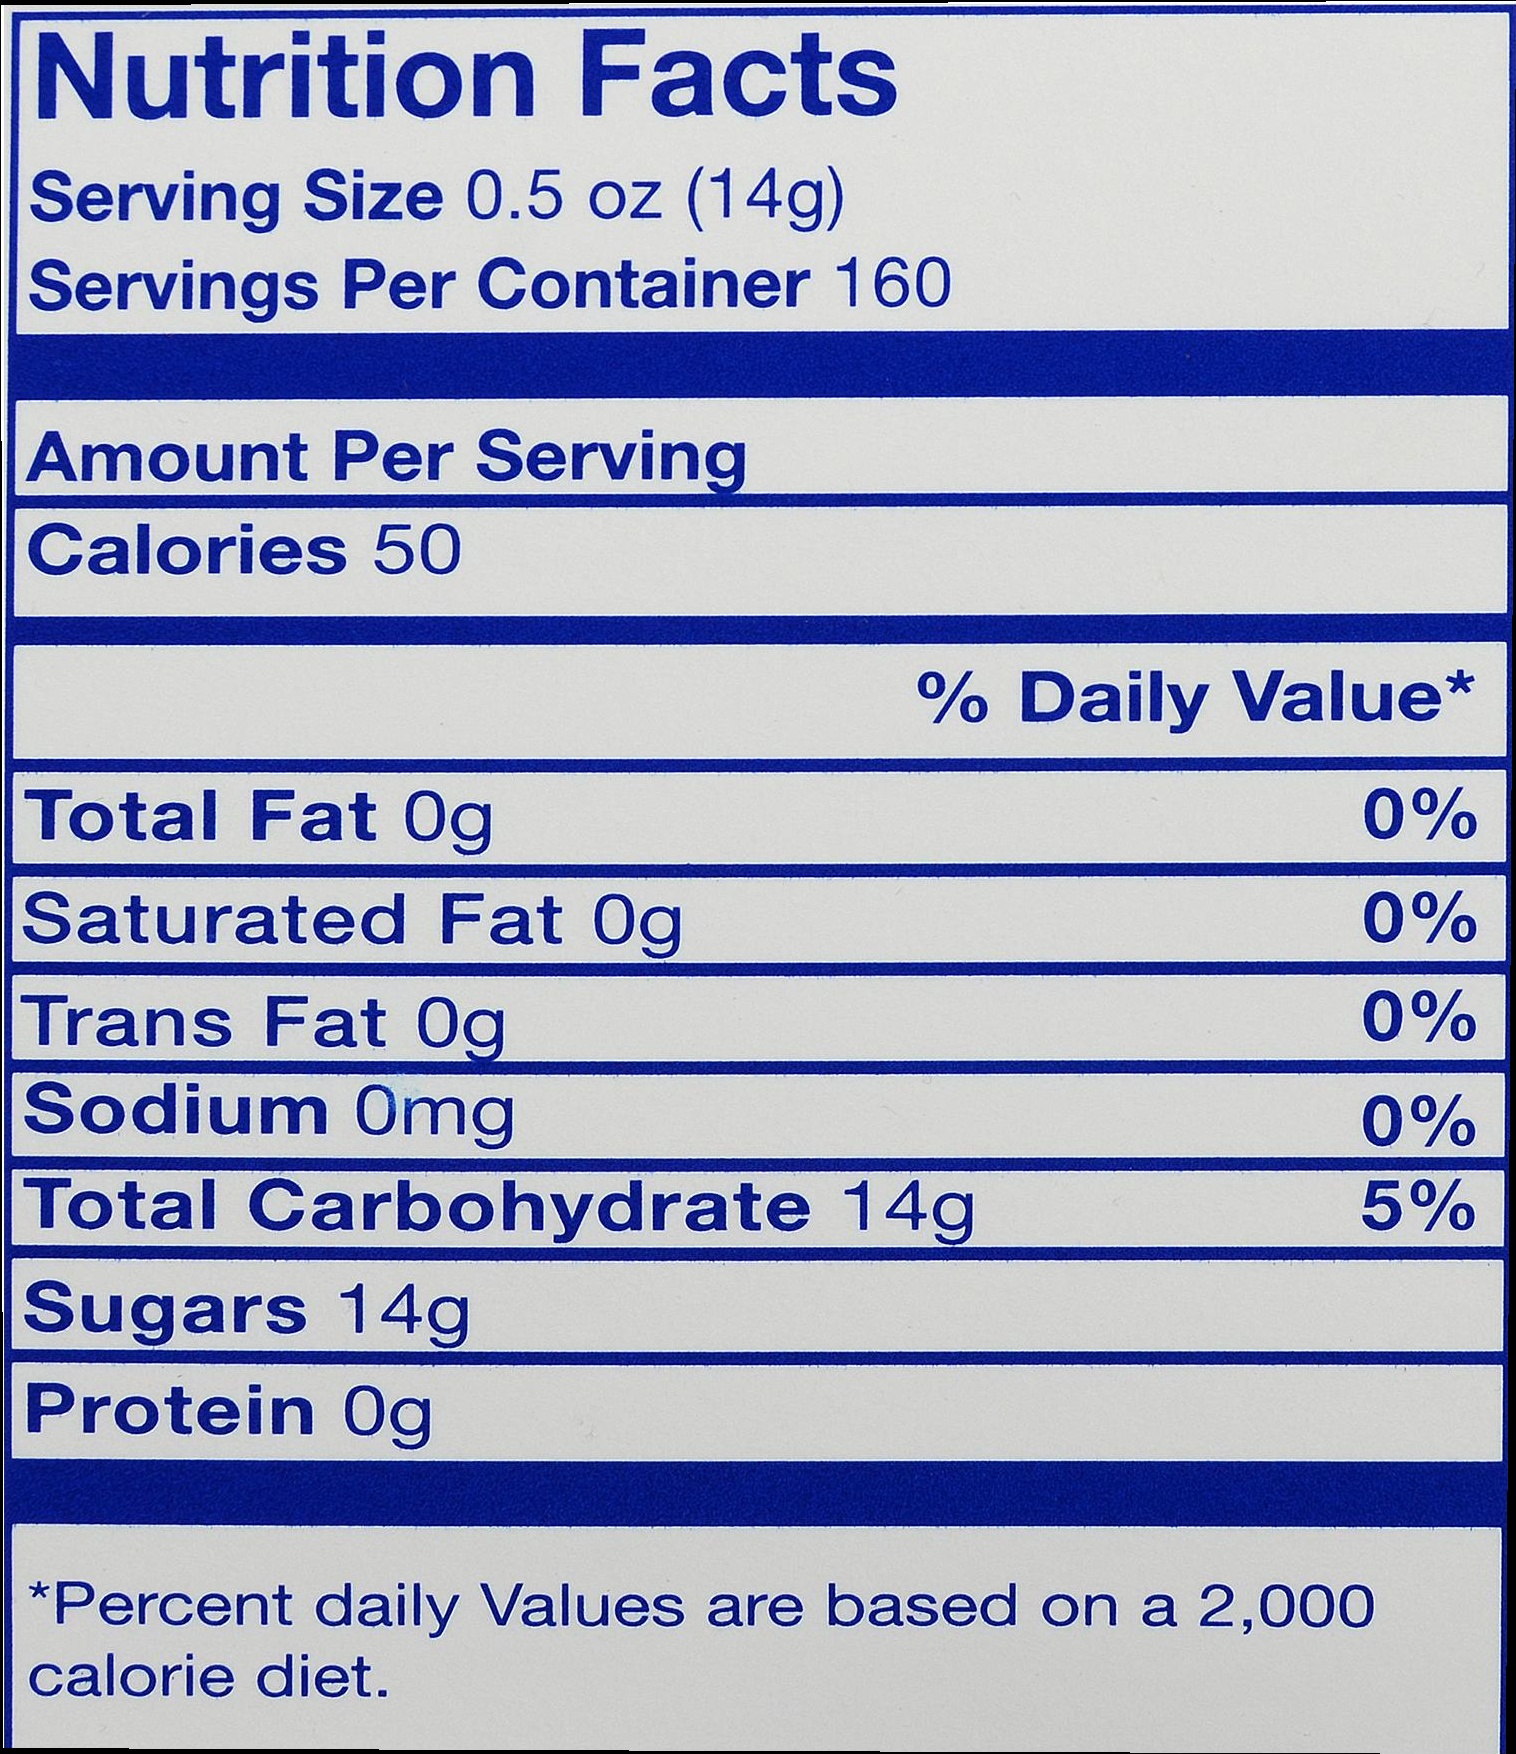 Nutrition Facts
Serving Size 0.5 oz (14g)
Servings Per Container 160
Amount Per Serving
Calories 50
% Daily Value*
Total Fat 0g 0%
Saturated Fat 0g 0%
Trans Fat 0g 0%
Sodium 0mg 0%
Total Carbohydrate 14g 5%
Sugars 14g
Protein 0g
*Percent daily Values are based on a 2,000
calorie diet.